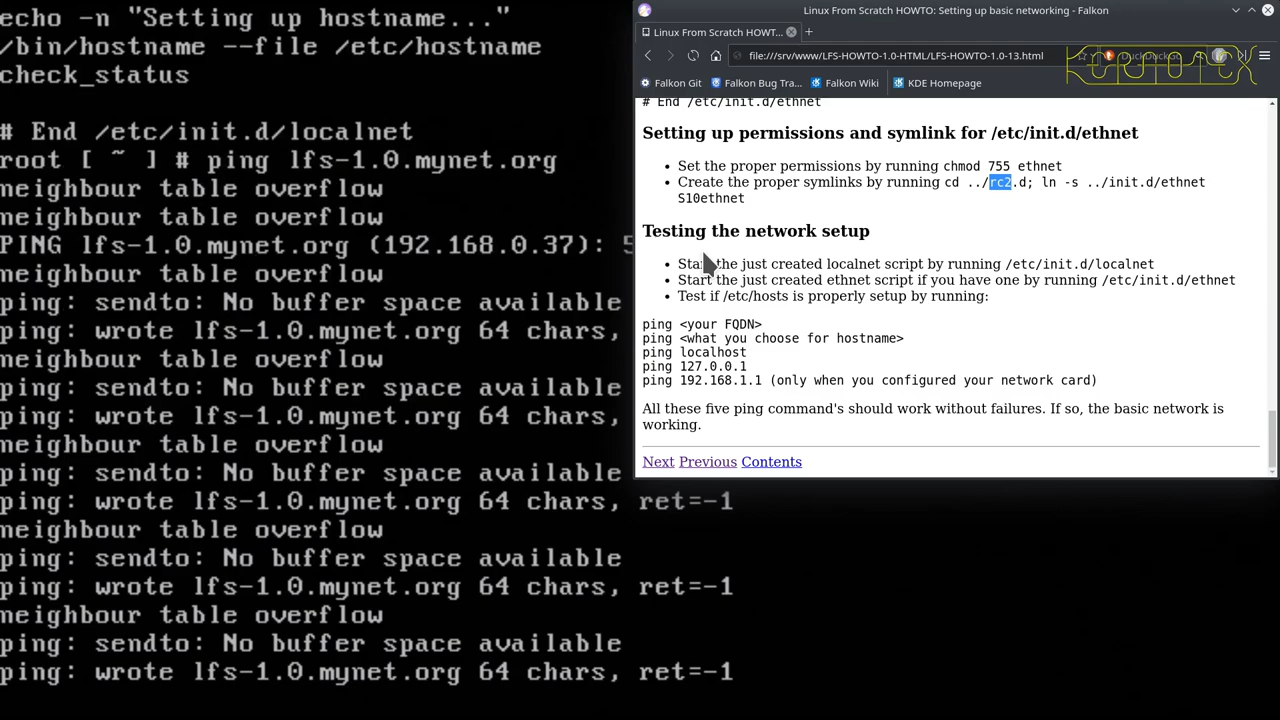 echo -n "Setting up hostname..."
/bin/hostname --file /etc/hostname
check_status
# End /etc/init.d/localnet
root [ ~ ] # ping lfs-1.0.mynet.org
neighbour table overflow
neighbour table overflow
PING lfs-1.0.mynet.org (192.168.0.37): 5
neighbour table overflow
ping: sendto: No buffer space available
ping: wrote lfs-1.0.mynet.org 64 chars,
neighbour table overflow
ping: sendto: No buffer space available
ping: wrote lfs-1.0.mynet.org 64 chars,
neighbour table overflow
ping: sendto: No buffer space available
ping: wrote lfs-1.0.mynet.org 64 chars, ret=-1
neighbour table overflow
ping: sendto: No buffer space available
ping: wrote lfs-1.0.mynet.org 64 chars, ret=-1
neighbour table overflow
ping: sendto: No buffer space available
ping: wrote lfs-1.0.mynet.org 64 chars, ret=-1
Linux From Scratch HOWTO: Setting up basic networking - Falkon
Linux From Scratch HOWT...
file:///srv/www/LFS-HOWTO-1.0-HTML/LFS-HOWTO-1.0-13.html
Falkon Git Falkon Bug Tra... Falkon Wiki KDE Homepage
# End /etc/init.d/ethnet
Setting up permissions and symlink for /etc/init.d/ethnet
• Set the proper permissions by running chmod 755 ethnet
• Create the proper symlinks by running cd ../rc2.d; ln -s ../init.d/ethnet
S10ethnet
Testing the network setup
• Start the just created localnet script by running /etc/init.d/localnet
• Start the just created ethnet script if you have one by running /etc/init.d/ethnet
• Test if /etc/hosts is properly setup by running:
ping <your FQDN>
ping <what you choose for hostname>
ping localhost
ping 127.0.0.1
ping 192.168.1.1 (only when you configured your network card)
All these five ping command's should work without failures. If so, the basic network is
working.
Next Previous Contents